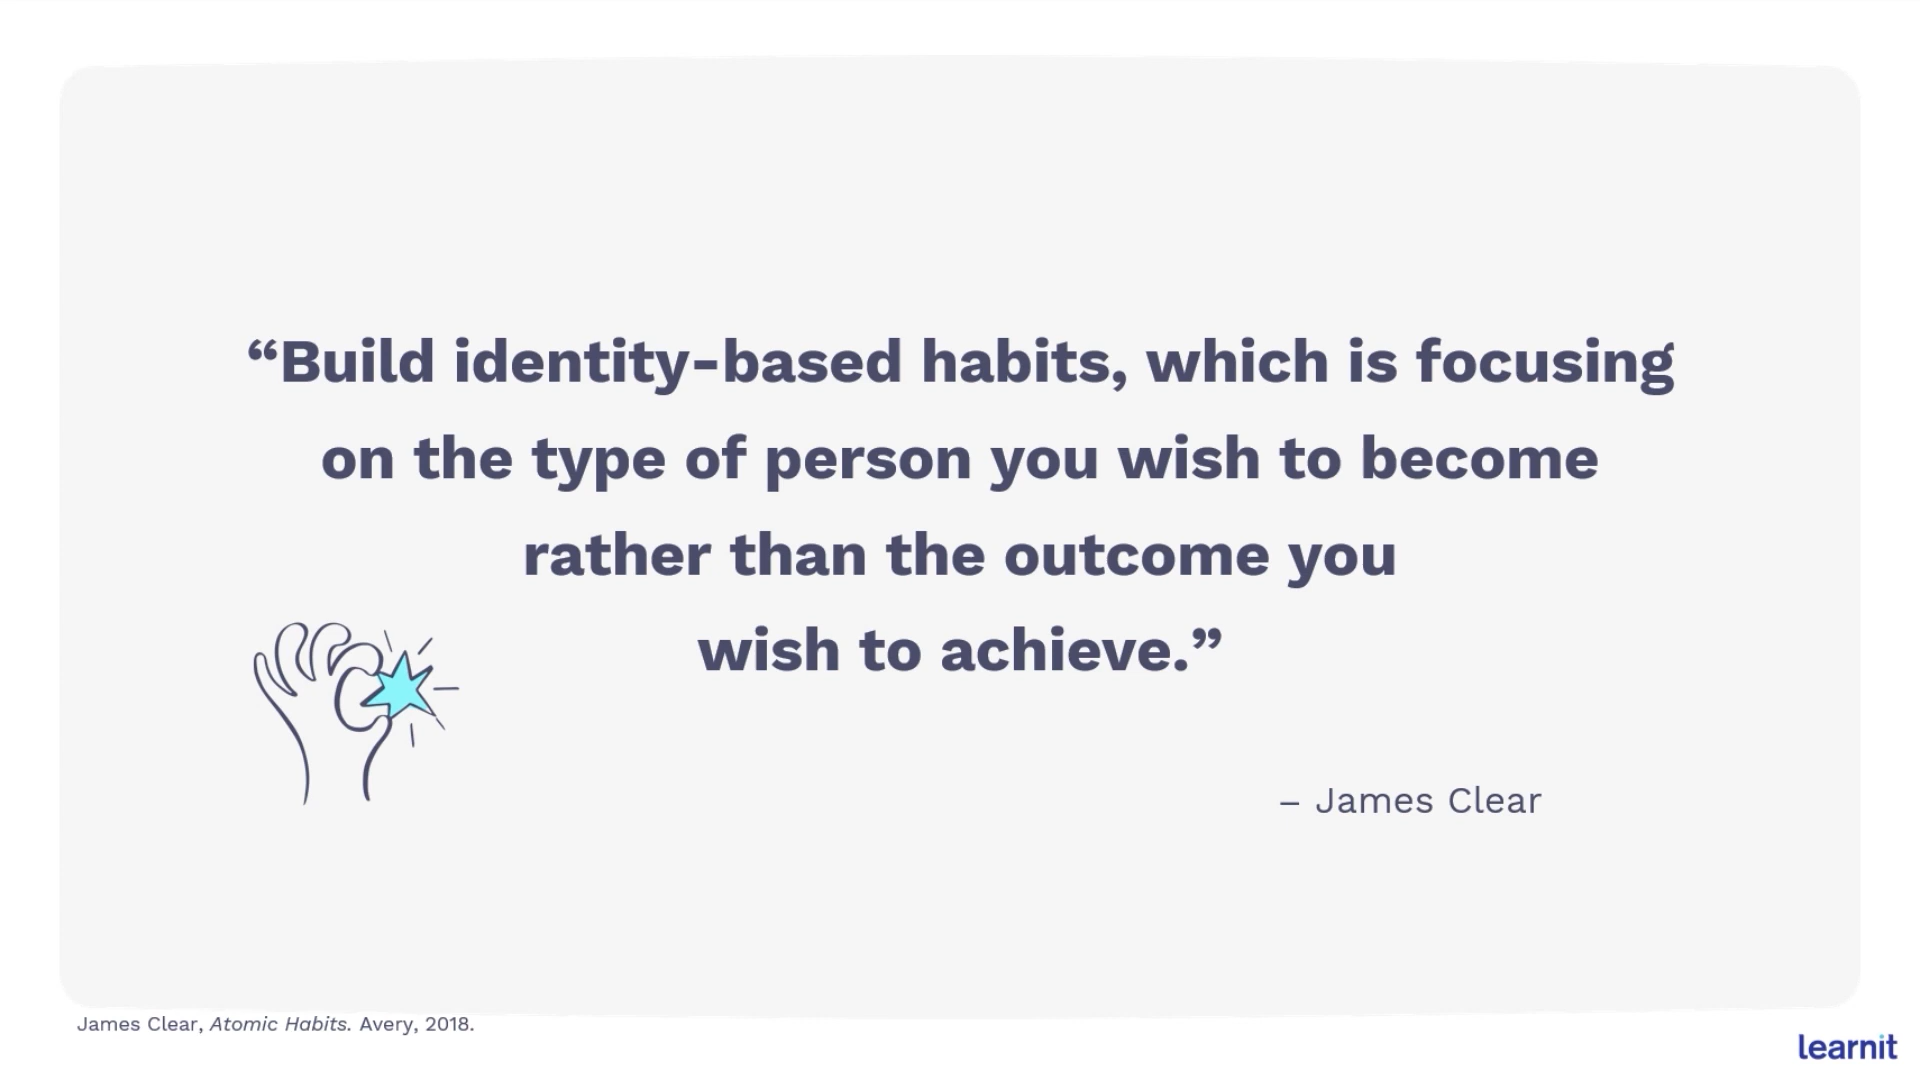 “Build identity-based habits, which is focusing
on the type of person you wish to become
rather than the outcome you
wish to achieve.”
– James Clear
James Clear, Atomic Habits. Avery, 2018.
learnit